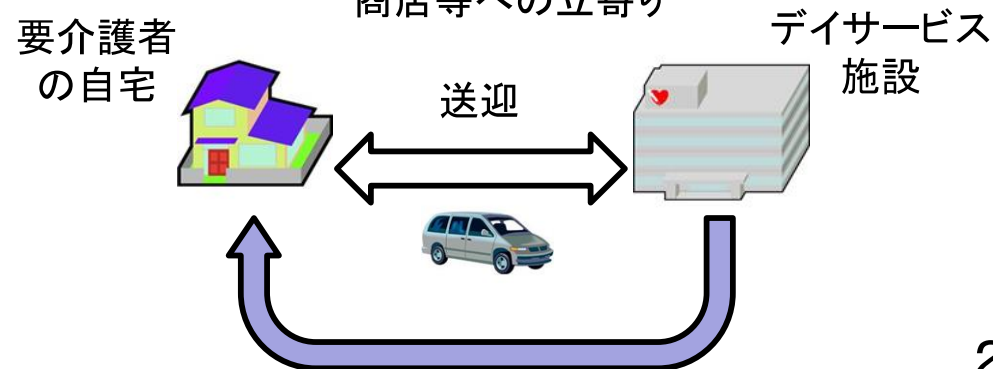 商店等への立寄り
要介護者
の自宅
送迎
デイサービス
施設
2